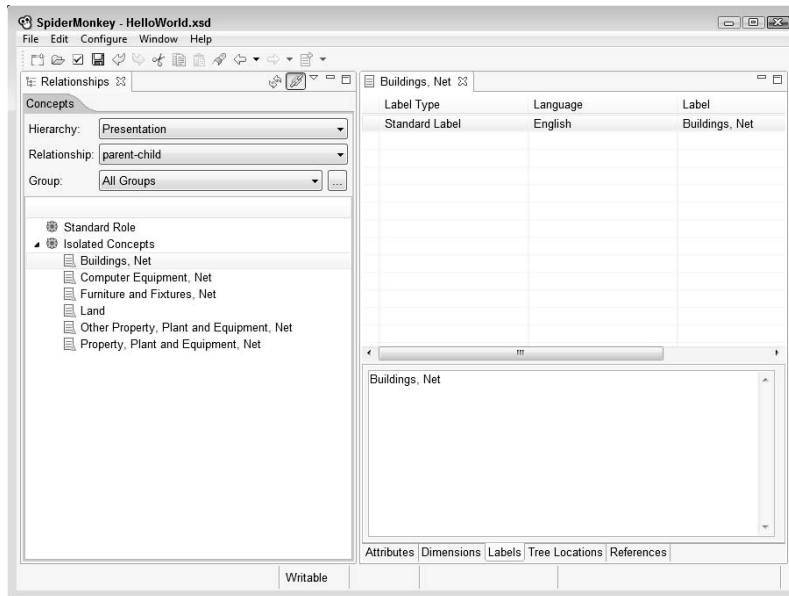 SpiderMonkey - HelloWorld.xsd
File Edit Configure Window Help
Relationships
Concepts
Hierarchy: Presentation
Relationship: parent-child
Group: All Groups ...
Standard Role
Isolated Concepts
Buildings, Net
Computer Equipment, Net
Furniture and Fixtures, Net
Land
Other Property, Plant and Equipment, Net
Property, Plant and Equipment, Net
Buildings, Net
Label Type Language Label
Standard Label English Buildings, Net
Buildings, Net
Attributes Dimensions Labels Tree Locations References
Writable